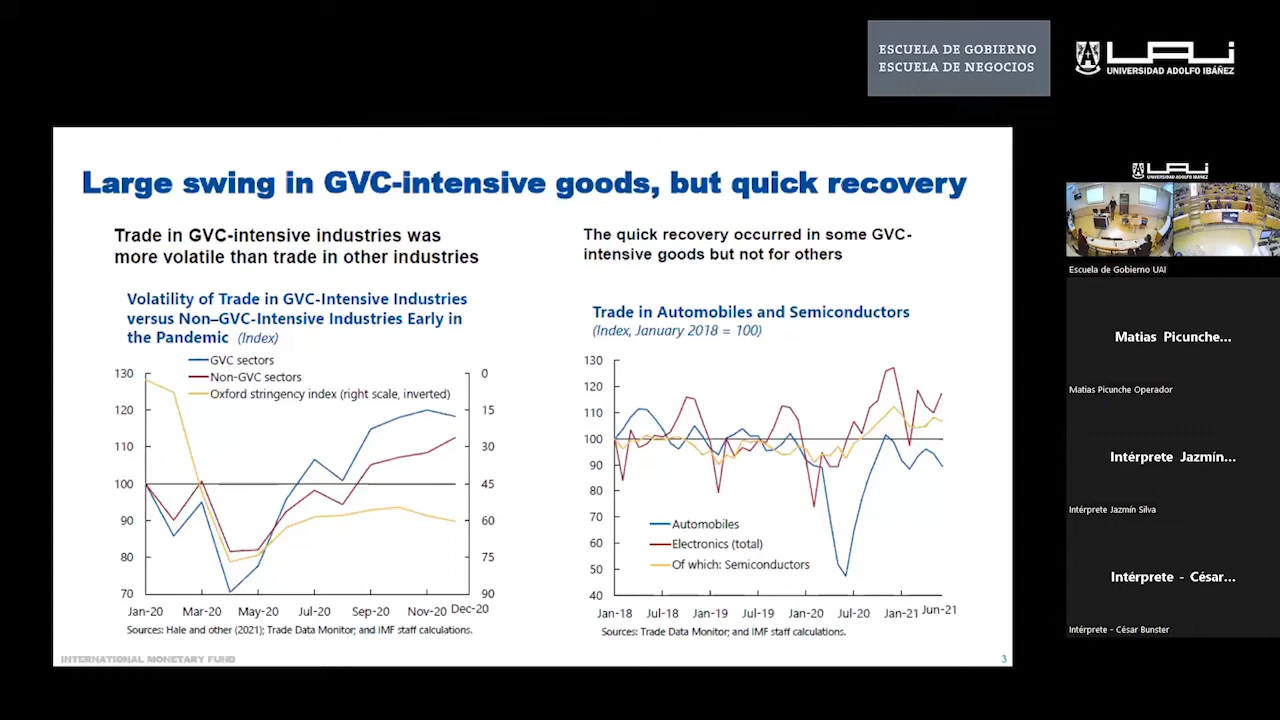 ESCUELA DE GOBIERNO
ESCUELA DE NEGOCIOS
UAI
UNIVERSIDAD ADOLFO IBÁÑEZ
Large swing in GVC-intensive goods, but quick recovery
Trade in GVC-intensive industries was
more volatile than trade in other industries
Volatility of Trade in GVC-Intensive Industries
versus Non–GVC-Intensive Industries Early in
the Pandemic (Index)
GVC sectors
Non-GVC sectors
Oxford stringency index (right scale, inverted)
130
120
110
100
90
80
70
0
15
30
45
60
75
90
Jan-20 Mar-20 May-20 Jul-20 Sep-20 Nov-20 Dec-20
Sources: Hale and other (2021); Trade Data Monitor; and IMF staff calculations.
The quick recovery occurred in some GVC-
intensive goods but not for others
Trade in Automobiles and Semiconductors
(Index, January 2018 = 100)
130
120
110
100
90
80
70
60
50
40
Automobiles
Electronics (total)
Of which: Semiconductors
Jan-18 Jul-18 Jan-19 Jul-19 Jan-20 Jul-20 Jan-21 Jun-21
Sources: Trade Data Monitor; and IMF staff calculations.
INTERNATIONAL MONETARY FUND
3
UAI
UNIVERSIDAD ADOLFO IBÁÑEZ
Escuela de Gobierno UAI
Matias Picunche...
Matias Picunche Operador
Intérprete Jazmín...
Intérprete Jazmín Silva
Intérprete - César...
Intérprete - César Bunster